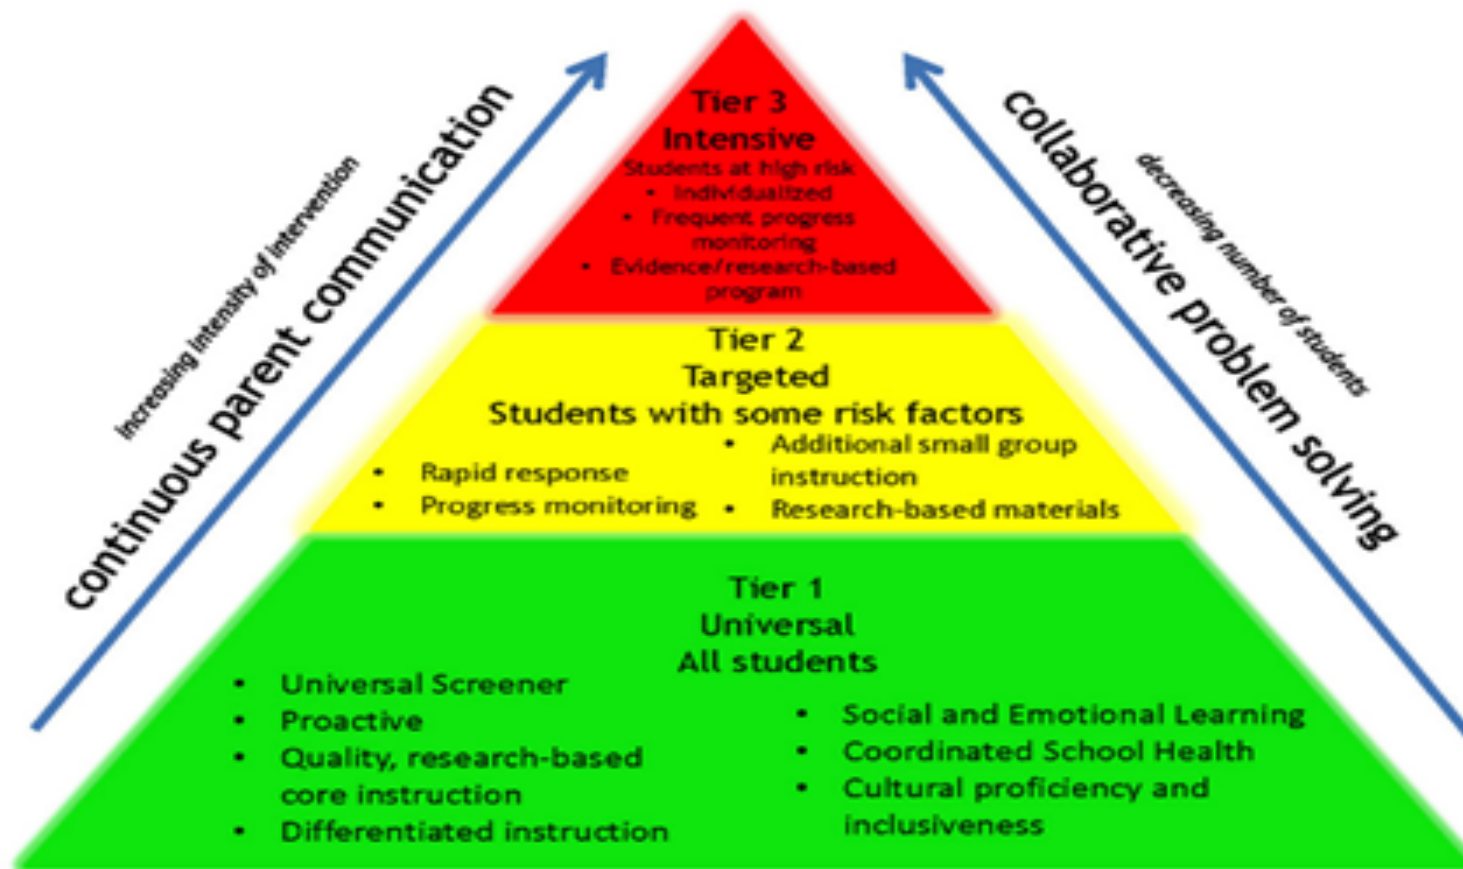 Tier 3
Intensive
Students at high risk
• Individualized
• Frequent progress
monitoring
• Evidence/research-based
program
continuous parent communication
increasing intensity of intervention
collaborative problem solving
decreasing number of students
Tier 2
Targeted
Students with some risk factors
• Rapid response
• Progress monitoring
• Additional small group
instruction
• Research-based materials
Tier 1
Universal
All students
• Universal Screener
• Proactive
• Quality, research-based
core instruction
• Differentiated instruction
• Social and Emotional Learning
• Coordinated School Health
• Cultural proficiency and
inclusiveness